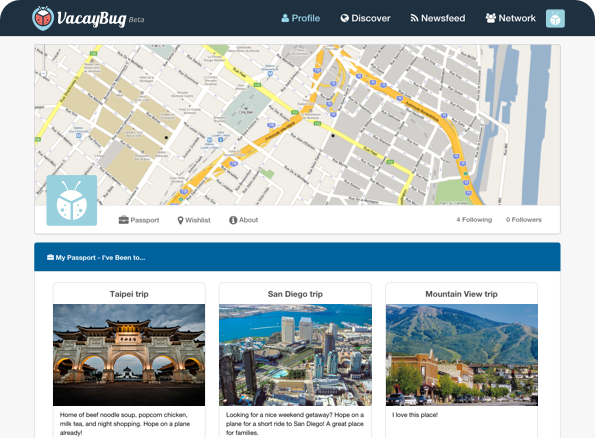 VacayBug Beta
Profile
Discover
Newsfeed
Network
Passport
Wishlist
About
4 Following
0 Followers
My Passport - I've Been to...
Taipei trip
San Diego trip
Mountain View trip
Home of beef noodle soup, popcorn chicken,
milk tea, and night shopping. Hope on a plane
already!
Looking for a nice weekend getaway? Hope on a
plane for a short ride to San Diego! A great place
for families.
I love this place!